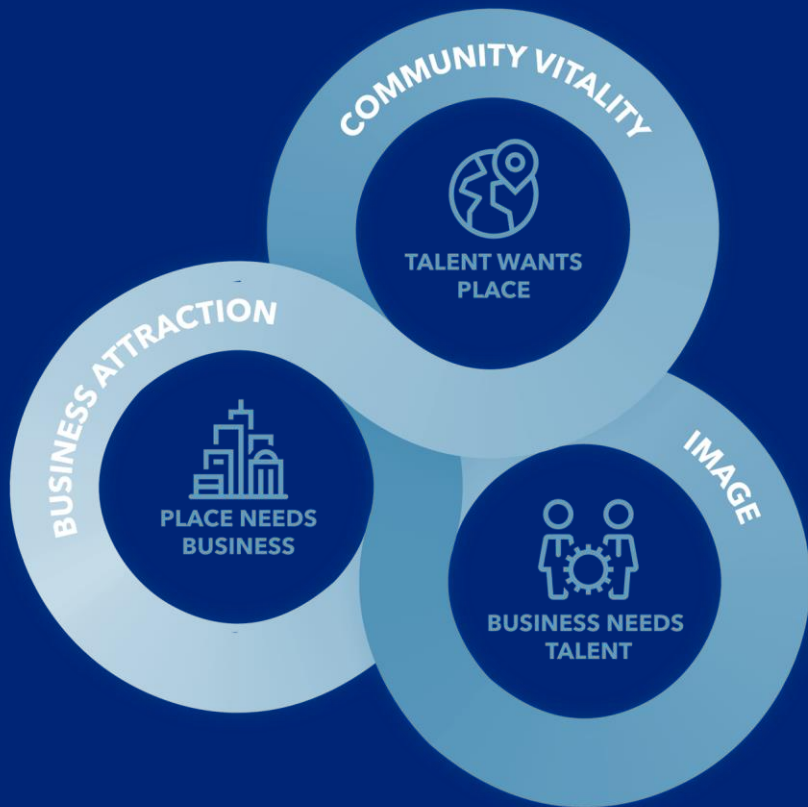 COMMUNITY VITALITY
TALENT WANTS
PLACE
BUSINESS ATTRACTION
PLACE NEEDS
BUSINESS
IMAGE
BUSINESS NEEDS
TALENT